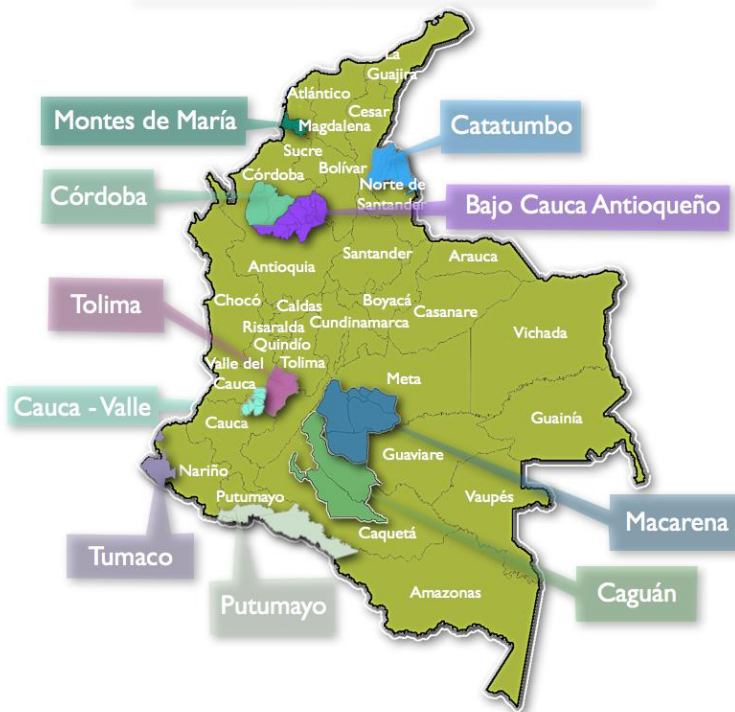 La
Guajira
Atlántico
Cesar
Magdalena
Montes de María
Catatumbo
Sucre
Bolívar
Córdoba
Norte de
Santander
Córdoba
Bajo Cauca Antioqueño
Antioquia
Santander
Arauca
Chocó
Caldas
Boyacá
Casanare
Cundinamarca
Risaralda
Quindío
Tolima
Vichada
Tolima
Valle del
Cauca
Meta
Cauca - Valle
Cauca
Guainía
Guaviare
Nariño
Putumayo
Vaupés
Macarena
Caquetá
Tumaco
Putumayo
Amazonas
Caguán